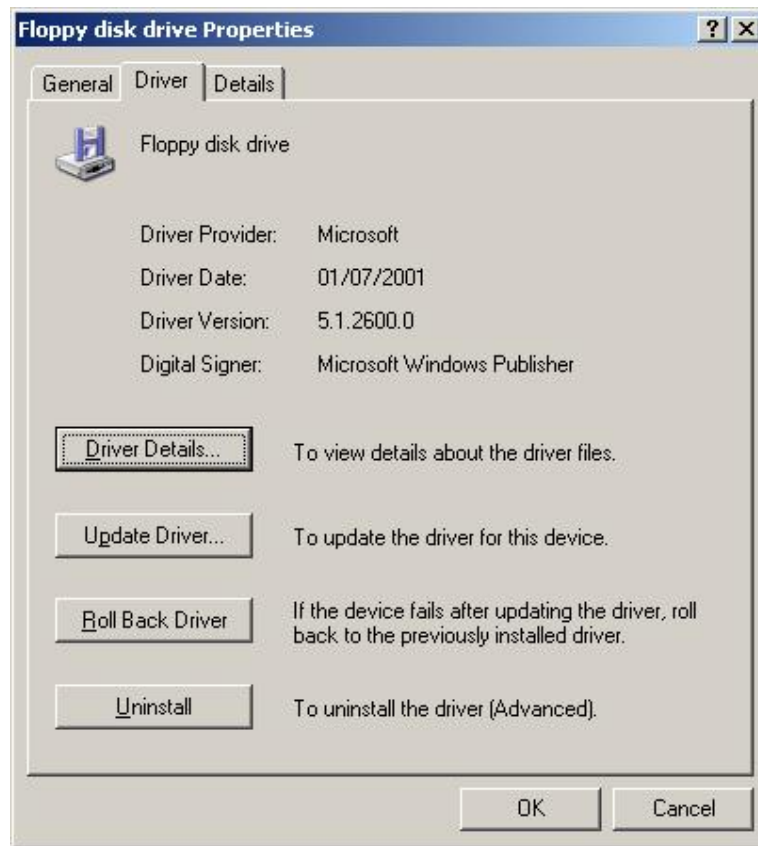 Floppy disk drive Properties
General Driver Details
Floppy disk drive
Driver Provider: Microsoft
Driver Date: 01/07/2001
Driver Version: 5.1.2600.0
Digital Signer: Microsoft Windows Publisher
Driver Details... To view details about the driver files.
Update Driver... To update the driver for this device.
Roll Back Driver If the device fails after updating the driver, roll
back to the previously installed driver.
Uninstall To uninstall the driver (Advanced).
OK Cancel